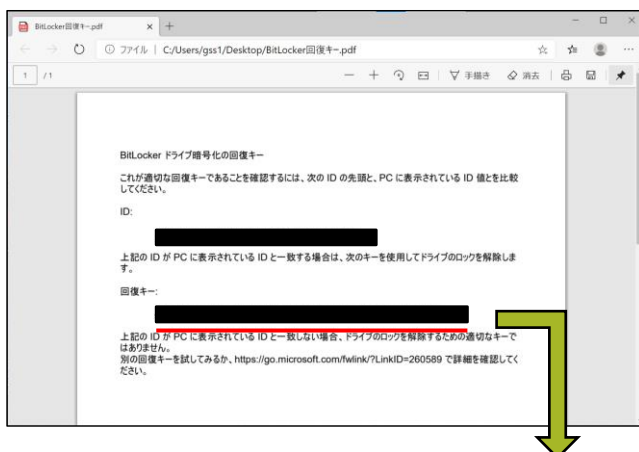 BitLocker回復キー.pdf
ファイル | C:/Users/gss1/Desktop/BitLocker回復キー.pdf
1 / 1
手書き 消去
BitLocker ドライブ暗号化の回復キー
これが適切な回復キーであることを確認するには、次の ID の先頭と、PC に表示されている ID 値とを比較
してください。
ID:
上記の ID が PC に表示されている ID と一致する場合は、次のキーを使用してドライブのロックを解除しま
す。
回復キー:
上記の ID が PC に表示されている ID と一致しない場合、ドライブのロックを解除するための適切なキーで
はありません。
別の回復キーを試してみるか、https://go.microsoft.com/fwlink/?LinkID=260589 で詳細を確認してく
ださい。